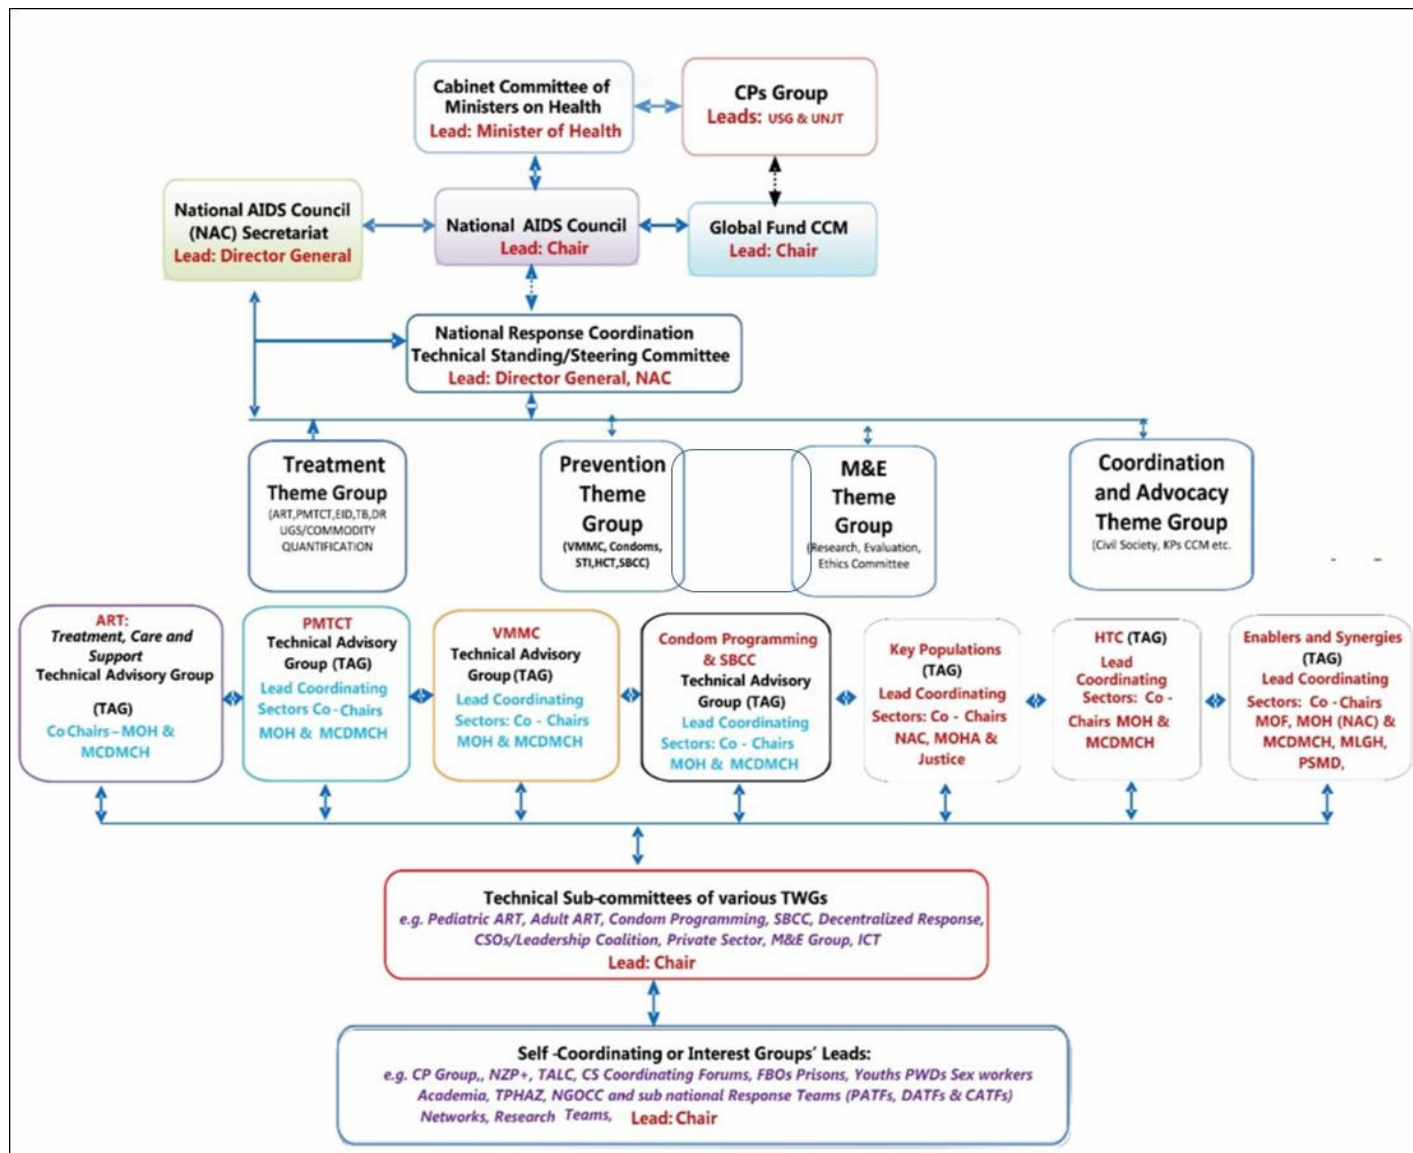 Cabinet Committee of
Ministers on Health
Lead: Minister of Health
CPs Group
Leads: USG & UNJT
National AIDS Council
(NAC) Secretariat
Lead: Director General
National AIDS Council
Lead: Chair
Global Fund CCM
Lead: Chair
National Response Coordination
Technical Standing/Steering Committee
Lead: Director General, NAC
Treatment
Theme Group
(ART,PMTCT,EID,TB,DR
UGS/COMMODITY
QUANTIFICATION
Prevention
Theme
Group
(VMMC, Condoms,
STI,HCT,SBCC)
M&E
Theme
Group
(Research, Evaluation,
Ethics Committee
Coordination
and Advocacy
Theme Group
(Civil Society, KPs CCM etc.
ART:
Treatment, Care and
Support
Technical Advisory Group
(TAG)
Co Chairs – MOH &
MCDMCH
PMTCT
Technical Advisory
Group (TAG)
Lead Coordinating
Sectors Co - Chairs
MOH & MCDMCH
VMMC
Technical Advisory
Group (TAG)
Lead Coordinating
Sectors: Co - Chairs
MOH & MCDMCH
Condom Programming
& SBCC
Technical Advisory
Group (TAG)
Lead Coordinating
Sectors: Co - Chairs
MOH & MCDMCH
Key Populations
(TAG)
Lead Coordinating
Sectors: Co - Chairs
NAC, MOHA &
Justice
HTC (TAG)
Lead
Coordinating
Sectors: Co -
Chairs MOH &
MCDMCH
Enablers and Synergies
(TAG)
Lead Coordinating
Sectors: Co - Chairs
MOF, MOH (NAC) &
MCDMCH, MLGH,
PSMD,
Technical Sub-committees of various TWGs
e.g. Pediatric ART, Adult ART, Condom Programming, SBCC, Decentralized Response,
CSOs/Leadership Coalition, Private Sector, M&E Group, ICT
Lead: Chair
Self -Coordinating or Interest Groups' Leads:
e.g. CP Group,, NZP+, TALC, CS Coordinating Forums, FBOs Prisons, Youths PWDs Sex workers
Academia, TPHAZ, NGOCC and sub national Response Teams (PATFs, DATFs & CATFs)
Networks, Research Teams, Lead: Chair